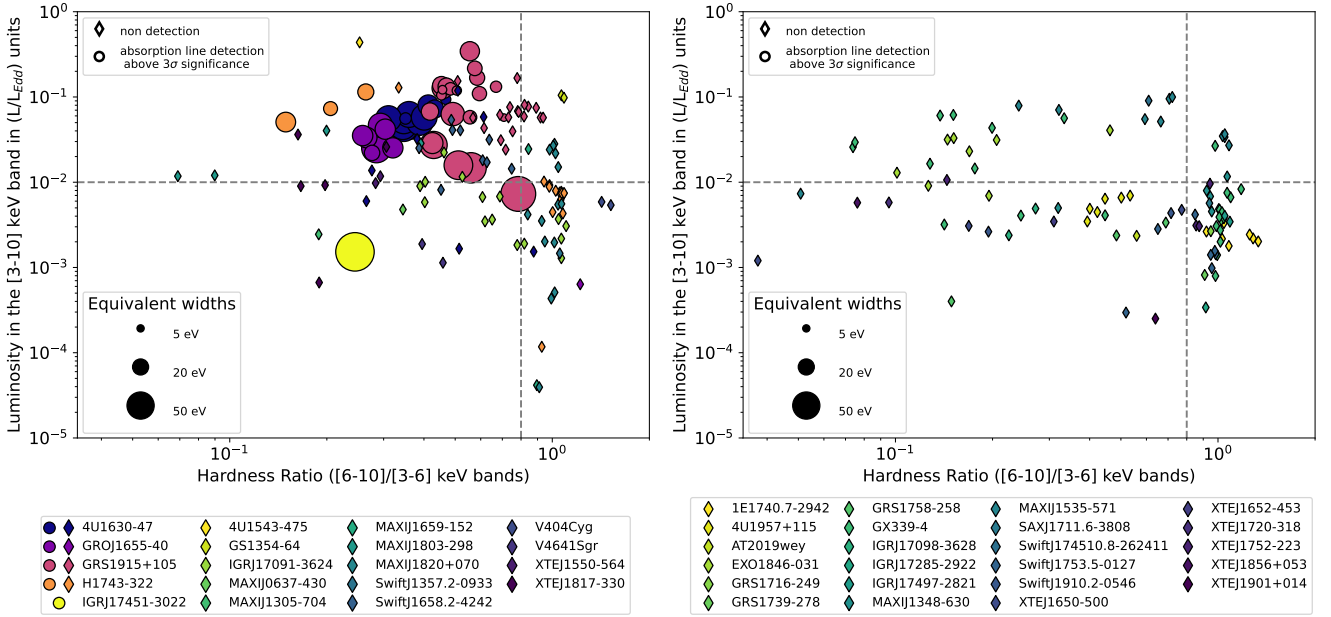 10⁰
10⁻¹
10⁻²
10⁻³
10⁻⁴
10⁻⁵
Luminosity in the [3-10] keV band in (L/L_Edd) units
non detection
absorption line detection
above 3σ significance
Equivalent widths
5 eV
20 eV
50 eV
10⁻¹
10⁰
Hardness Ratio ([6-10]/[3-6] keV bands)
4U1630-47
GROJ1655-40
GRS1915+105
H1743-322
IGRJ17451-3022
4U1543-475
GS1354-64
IGRJ17091-3624
MAXIJ0637-430
MAXIJ1305-704
MAXIJ1659-152
MAXIJ1803-298
MAXIJ1820+070
SwiftJ1357.2-0933
SwiftJ1658.2-4242
V404Cyg
V4641Sgr
XTEJ1550-564
XTEJ1817-330
10⁰
10⁻¹
10⁻²
10⁻³
10⁻⁴
10⁻⁵
Luminosity in the [3-10] keV band in (L/L_Edd) units
non detection
absorption line detection
above 3σ significance
Equivalent widths
5 eV
20 eV
50 eV
10⁻¹
10⁰
Hardness Ratio ([6-10]/[3-6] keV bands)
1E1740.7-2942
4U1957+115
AT2019wey
EXO1846-031
GRS1716-249
GRS1739-278
GRS1758-258
GX339-4
IGRJ17098-3628
IGRJ17285-2922
IGRJ17497-2821
MAXIJ1348-630
MAXIJ1535-571
SAXJ1711.6-3808
SwiftJ174510.8-262411
SwiftJ1753.5-0127
SwiftJ1910.2-0546
XTEJ1650-500
XTEJ1652-453
XTEJ1720-318
XTEJ1752-223
XTEJ1856+053
XTEJ1901+014